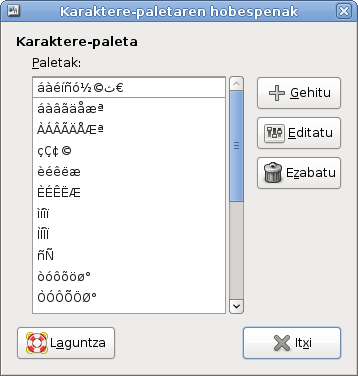 Karaktere-paletaren hobespenak
Karaktere-paleta
Paletak:
áàéíñó½©ث€
áàâãäåæª
ÀÁÂÃÄÅÆª
çÇ¢©
èéêëæ
ÈÉÊËÆ
ìíîï
ÌÍÎÏ
ñÑ
òóôõöø°
ÒÓÔÕÖØ°
Gehitu
Editatu
Ezabatu
Laguntza
Itxi